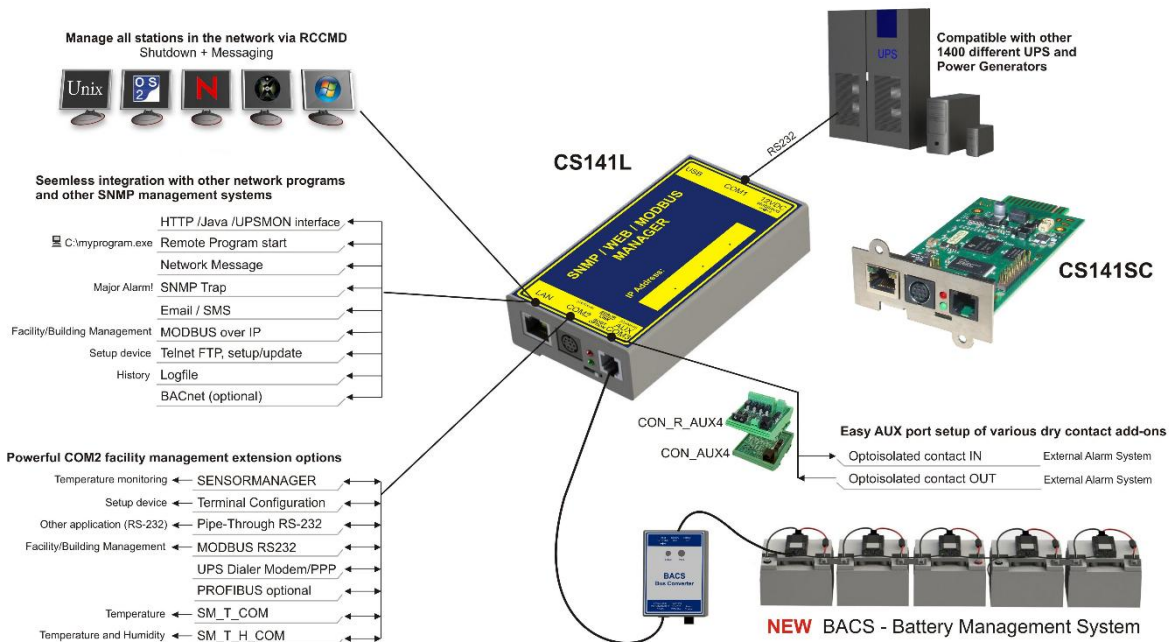 Manage all stations in the network via RCCMD
Shutdown + Messaging
Unix
OS
2
N
Compatible with other
1400 different UPS and
Power Generators
UPS
RS232
CS141L
USB
COM1
12VDC
SNMP / WEB / MODBUS
MANAGER
IP Address:
LAN
COM2
AUX
COM3
CS141SC
Seemless integration with other network programs
and other SNMP management systems
HTTP /Java /UPSMON interface
C:\myprogram.exe Remote Program start
Network Message
Major Alarm! SNMP Trap
Email / SMS
Facility/Building Management MODBUS over IP
Setup device Telnet FTP, setup/update
History Logfile
BACnet (optional)
CON_R_AUX4
CON_AUX4
Easy AUX port setup of various dry contact add-ons
Optoisolated contact IN External Alarm System
Optoisolated contact OUT External Alarm System
Powerful COM2 facility management extension options
Temperature monitoring SENSORMANAGER
Setup device Terminal Configuration
Other application (RS-232) Pipe-Through RS-232
Facility/Building Management MODBUS RS232
UPS Dialer Modem/PPP
PROFIBUS optional
Temperature SM_T_COM
Temperature and Humidity SM_T_H_COM
BACS
Bus Converter
NEW BACS - Battery Management System